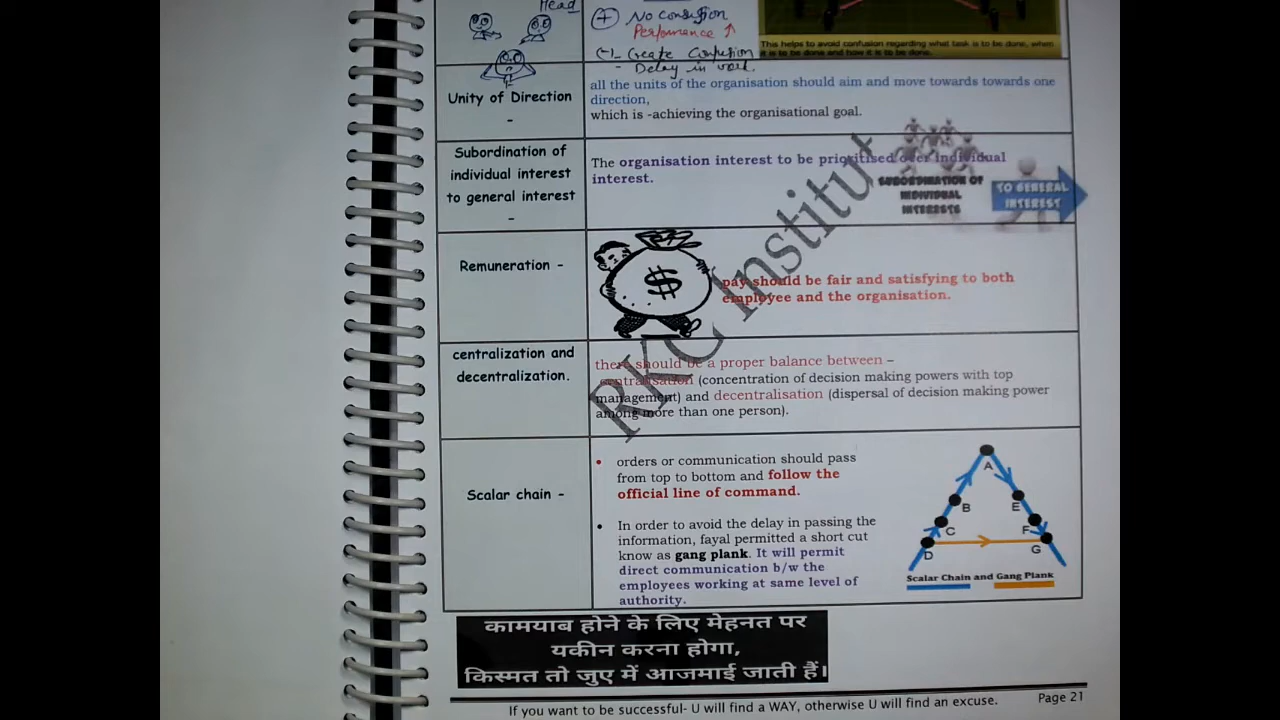 Head
+ No confusion
Performance ↑
(-) - Create Confusion
- Delay in work.
This helps to avoid confusion regarding what task is to be done, when
it is to be done and how it is to be done.
Unity of Direction
-
all the units of the organisation should aim and move towards towards one
direction,
which is -achieving the organisational goal.
Subordination of
individual interest
to general interest
-
The organisation interest to be prioritised over individual
interest.
SUBORDINATION OF
INDIVIDUAL
INTERESTS
TO GENERAL
INTEREST
Remuneration -
$
pay should be fair and satisfying to both
employee and the organisation.
centralization and
decentralization.
there should be a proper balance between –
centralisation (concentration of decision making powers with top
management) and decentralisation (dispersal of decision making power
among more than one person).
RKC Institut
Scalar chain -
• orders or communication should pass
from top to bottom and follow the
official line of command.
• In order to avoid the delay in passing the
information, fayal permitted a short cut
know as gang plank. It will permit
direct communication b/w the
employees working at same level of
authority.
A
B
E
C
F
D
G
Scalar Chain and Gang Plank
कामयाब होने के लिए मेहनत पर
यकीन करना होगा,
किस्मत तो जुए में आजमाई जाती हैं।
If you want to be successful- U will find a WAY, otherwise U will find an excuse.
Page 21